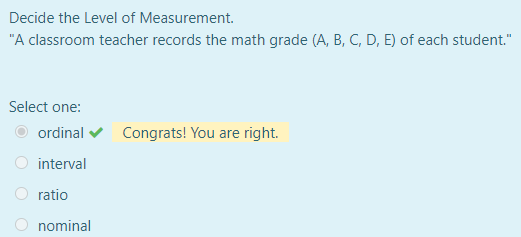 Decide the Level of Measurement.
"A classroom teacher records the math grade (A, B, C, D, E) of each student."
Select one:
ordinal Congrats! You are right.
interval
ratio
nominal